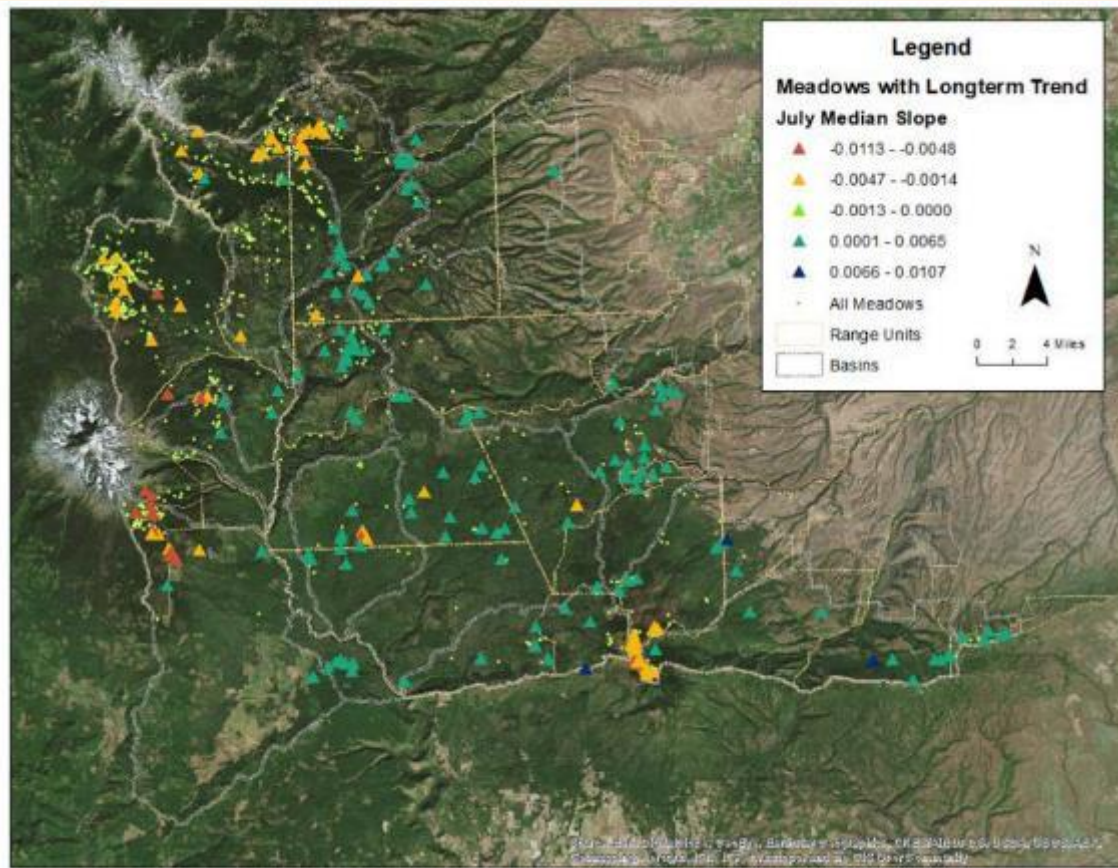 Legend
Meadows with Longterm Trend
July Median Slope
-0.0113 - -0.0048
-0.0047 - -0.0014
-0.0013 - 0.0000
0.0001 - 0.0065
0.0066 - 0.0107
All Meadows
Range Units
Basins
N
0 2 4 Miles